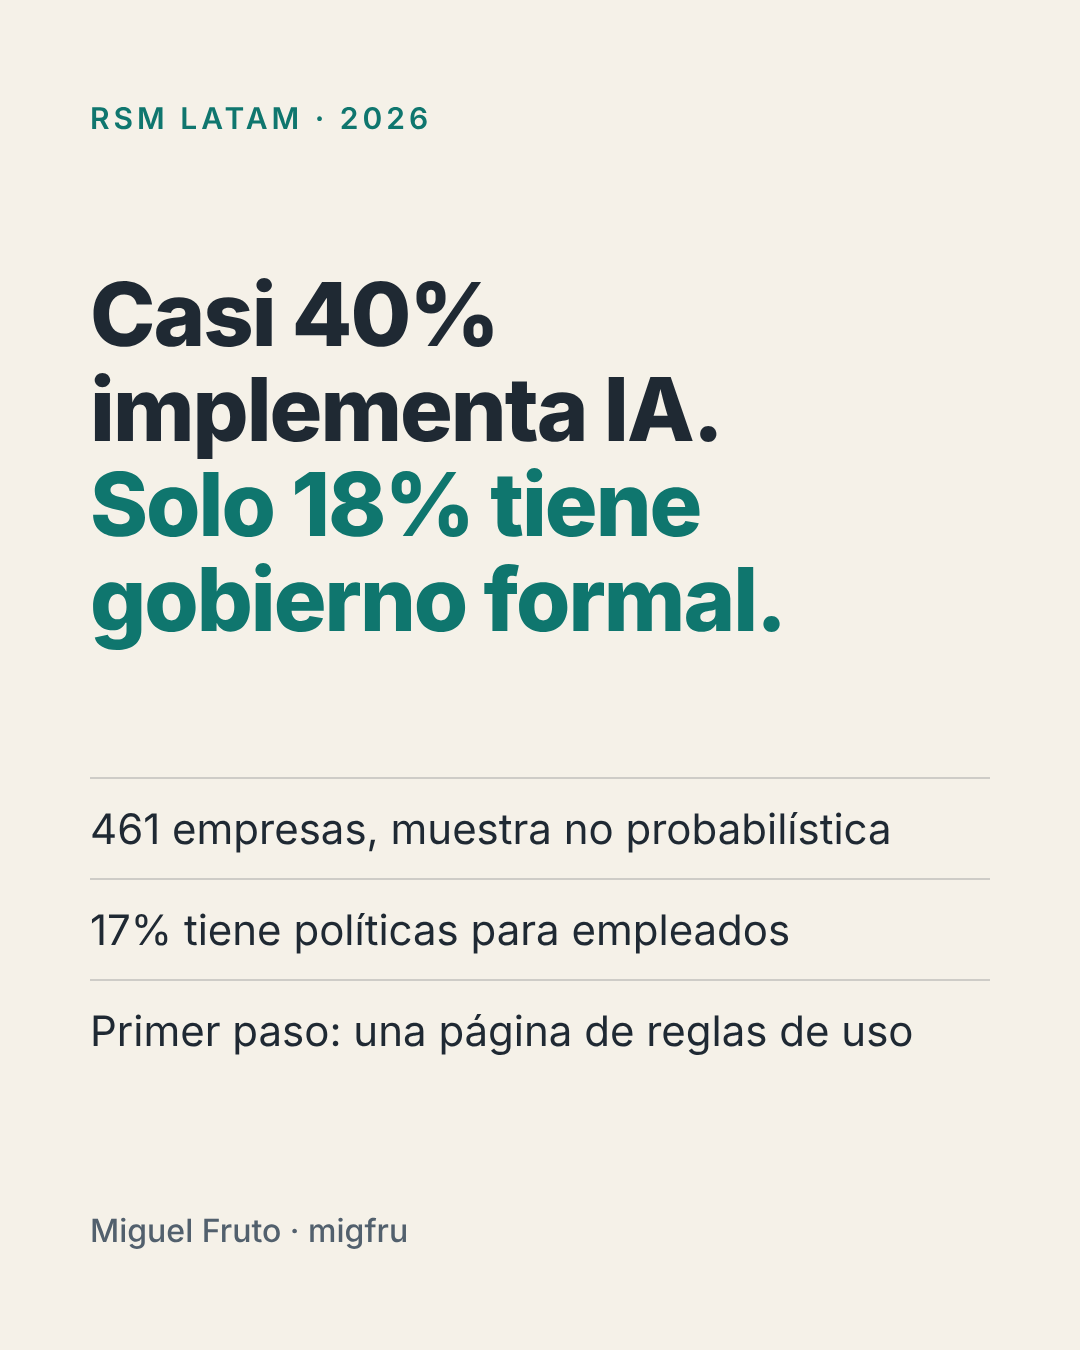 RSM LATAM · 2026
Casi 40%
implementa IA.
Solo 18% tiene
gobierno formal.
461 empresas, muestra no probabilística
17% tiene políticas para empleados
Primer paso: una página de reglas de uso
Miguel Fruto · migfru